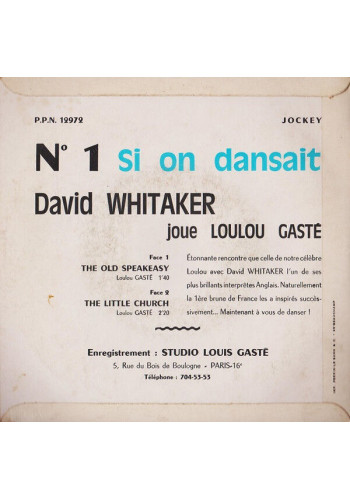 P.P.N. 12972
JOCKEY
Nº 1 Si on dansait
David WHITAKER
joue LOULOU GASTÉ
Face 1
THE OLD SPEAKEASY
Loulou GASTÉ 1'40
Face 2
THE LITTLE CHURCH
Loulou GASTÉ 2'20
Étonnante rencontre que celle de notre célèbre
Loulou avec David WHITAKER l'un de ses
plus brillants interprètes Anglais. Naturellement
la 1ère brune de France les a inspirés succès-
sivement... Maintenant à vous de danser !
Enregistrement : STUDIO LOUIS GASTÉ
5, Rue du Bois de Boulogne - PARIS-16e
Téléphone : 704-53-53